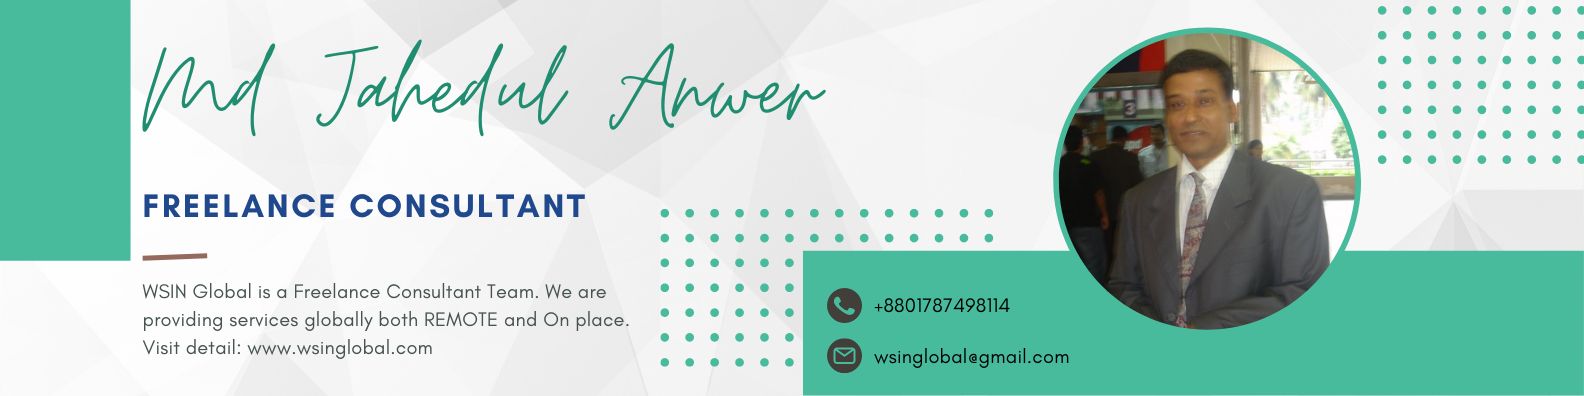 Md Jahedul Anwer
FREELANCE CONSULTANT
WSIN Global is a Freelance Consultant Team. We are
providing services globally both REMOTE and On place.
Visit detail: www.wsinglobal.com
+8801787498114
wsinglobal@gmail.com
3